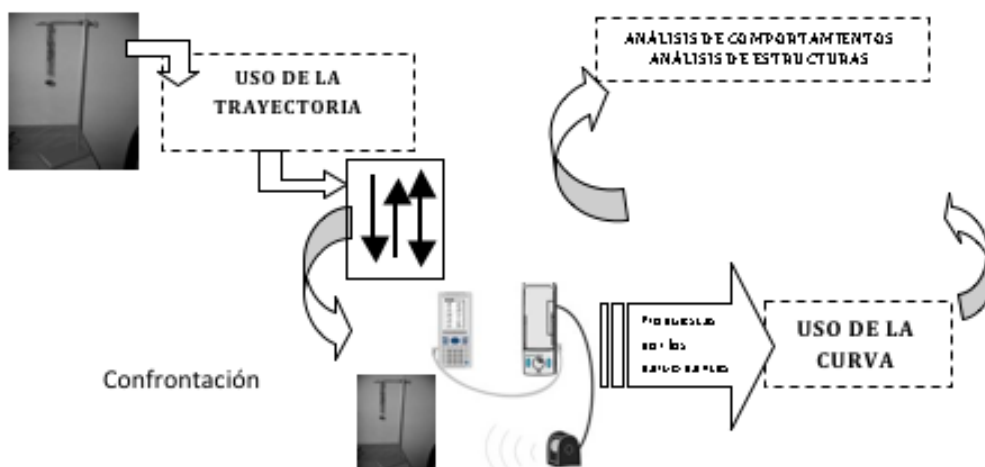 USO DE LA
TRAYECTORIA
ANÁLISIS DE COMPORTAMIENTOS
ANÁLISIS DE ESTRUCTURAS
Confrontación
USO DE LA
CURVA